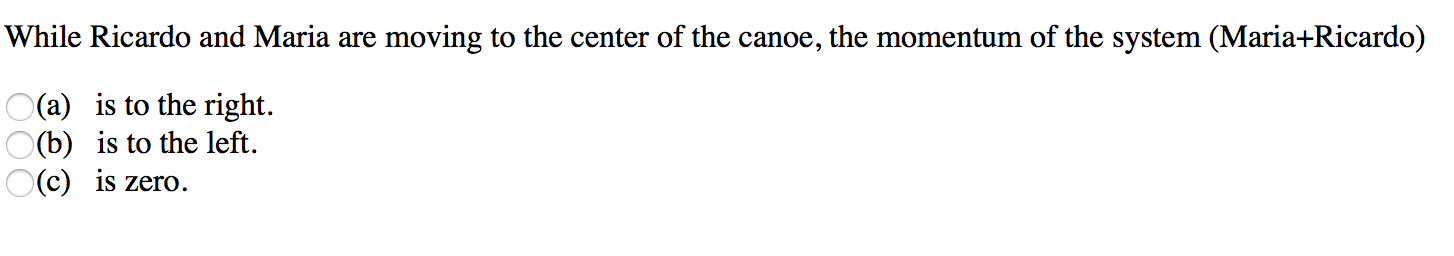 While Ricardo and Maria are moving to the center of the canoe, the momentum of the system (Maria+Ricardo)
(a) is to the right.
(b) is to the left.
(c) is zero.